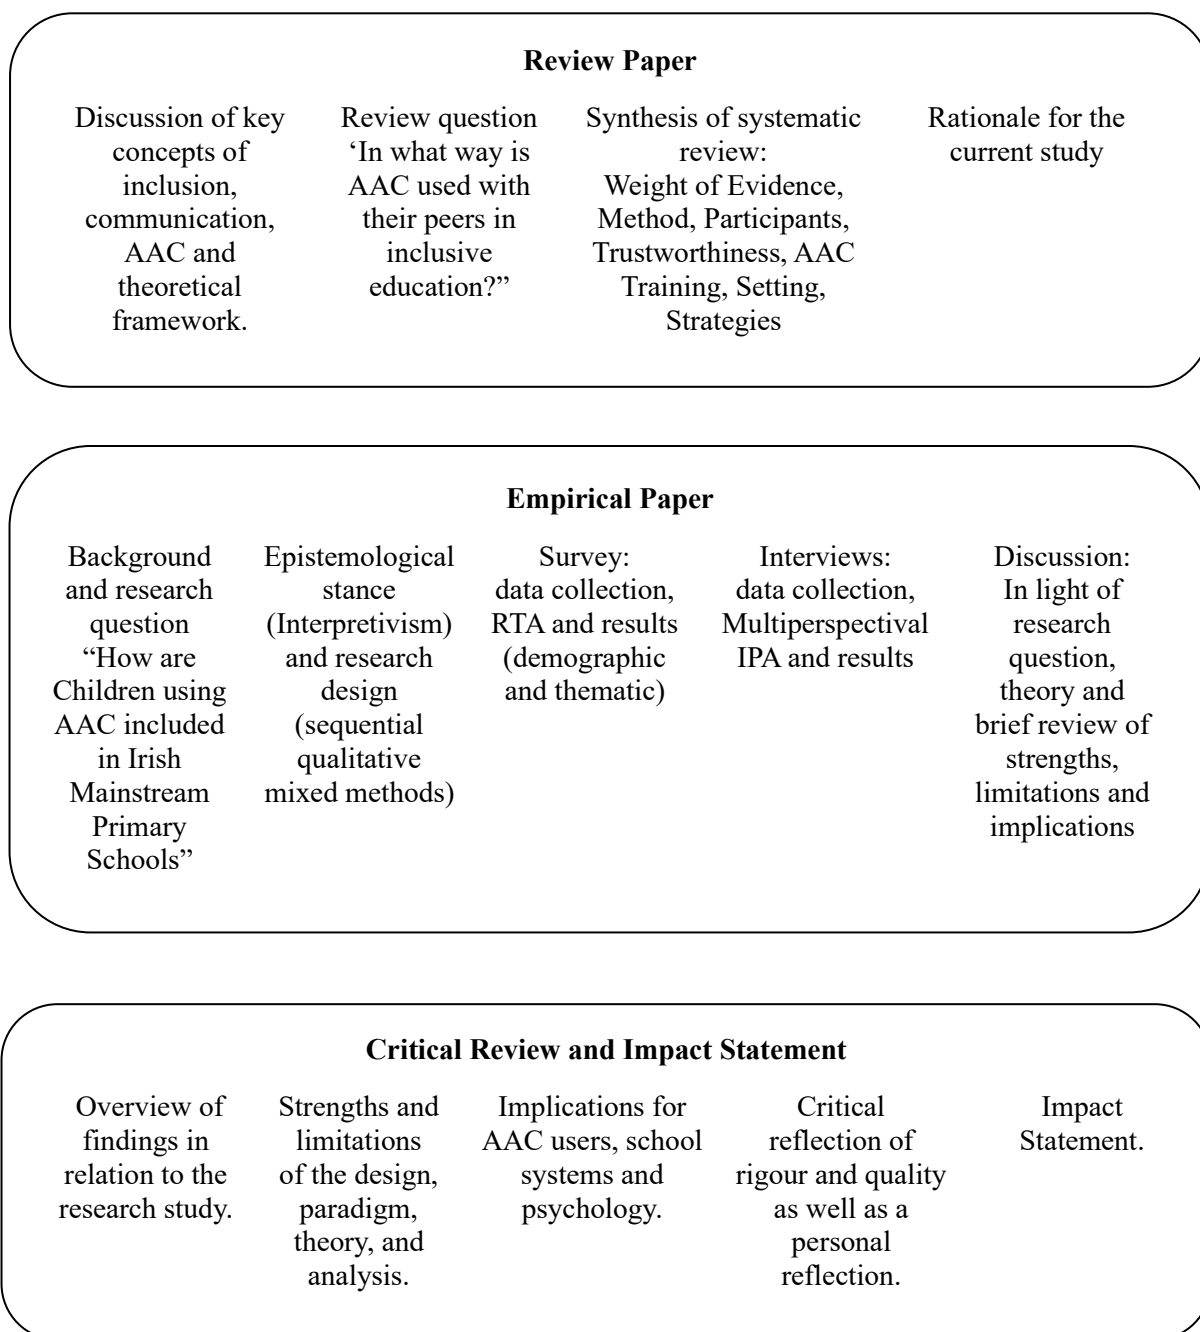 Review Paper
Discussion of key
concepts of
inclusion,
communication,
AAC and
theoretical
framework.
Review question
‘In what way is
AAC used with
their peers in
inclusive
education?”
Synthesis of systematic
review:
Weight of Evidence,
Method, Participants,
Trustworthiness, AAC
Training, Setting,
Strategies
Rationale for the
current study
Empirical Paper
Background
and research
question
“How are
Children using
AAC included
in Irish
Mainstream
Primary
Schools”
Epistemological
stance
(Interpretivism)
and research
design
(sequential
qualitative
mixed methods)
Survey:
data collection,
RTA and results
(demographic
and thematic)
Interviews:
data collection,
Multiperspectival
IPA and results
Discussion:
In light of
research
question,
theory and
brief review of
strengths,
limitations and
implications
Critical Review and Impact Statement
Overview of
findings in
relation to the
research study.
Strengths and
limitations
of the design,
paradigm,
theory, and
analysis.
Implications for
AAC users, school
systems and
psychology.
Critical
reflection of
rigour and quality
as well as a
personal
reflection.
Impact
Statement.